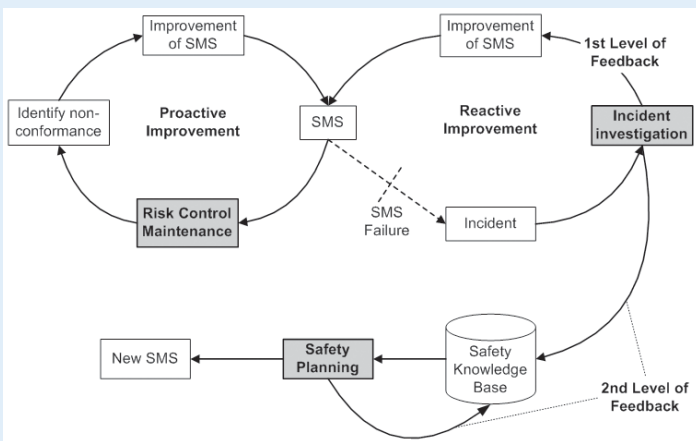 Improvement
of SMS
Improvement
of SMS
1st Level of
Feedback
Identify non-
conformance
Proactive
Improvement
SMS
Reactive
Improvement
Incident
investigation
Risk Control
Maintenance
SMS
Failure
Incident
New SMS
Safety
Planning
Safety
Knowledge
Base
2nd Level of
Feedback